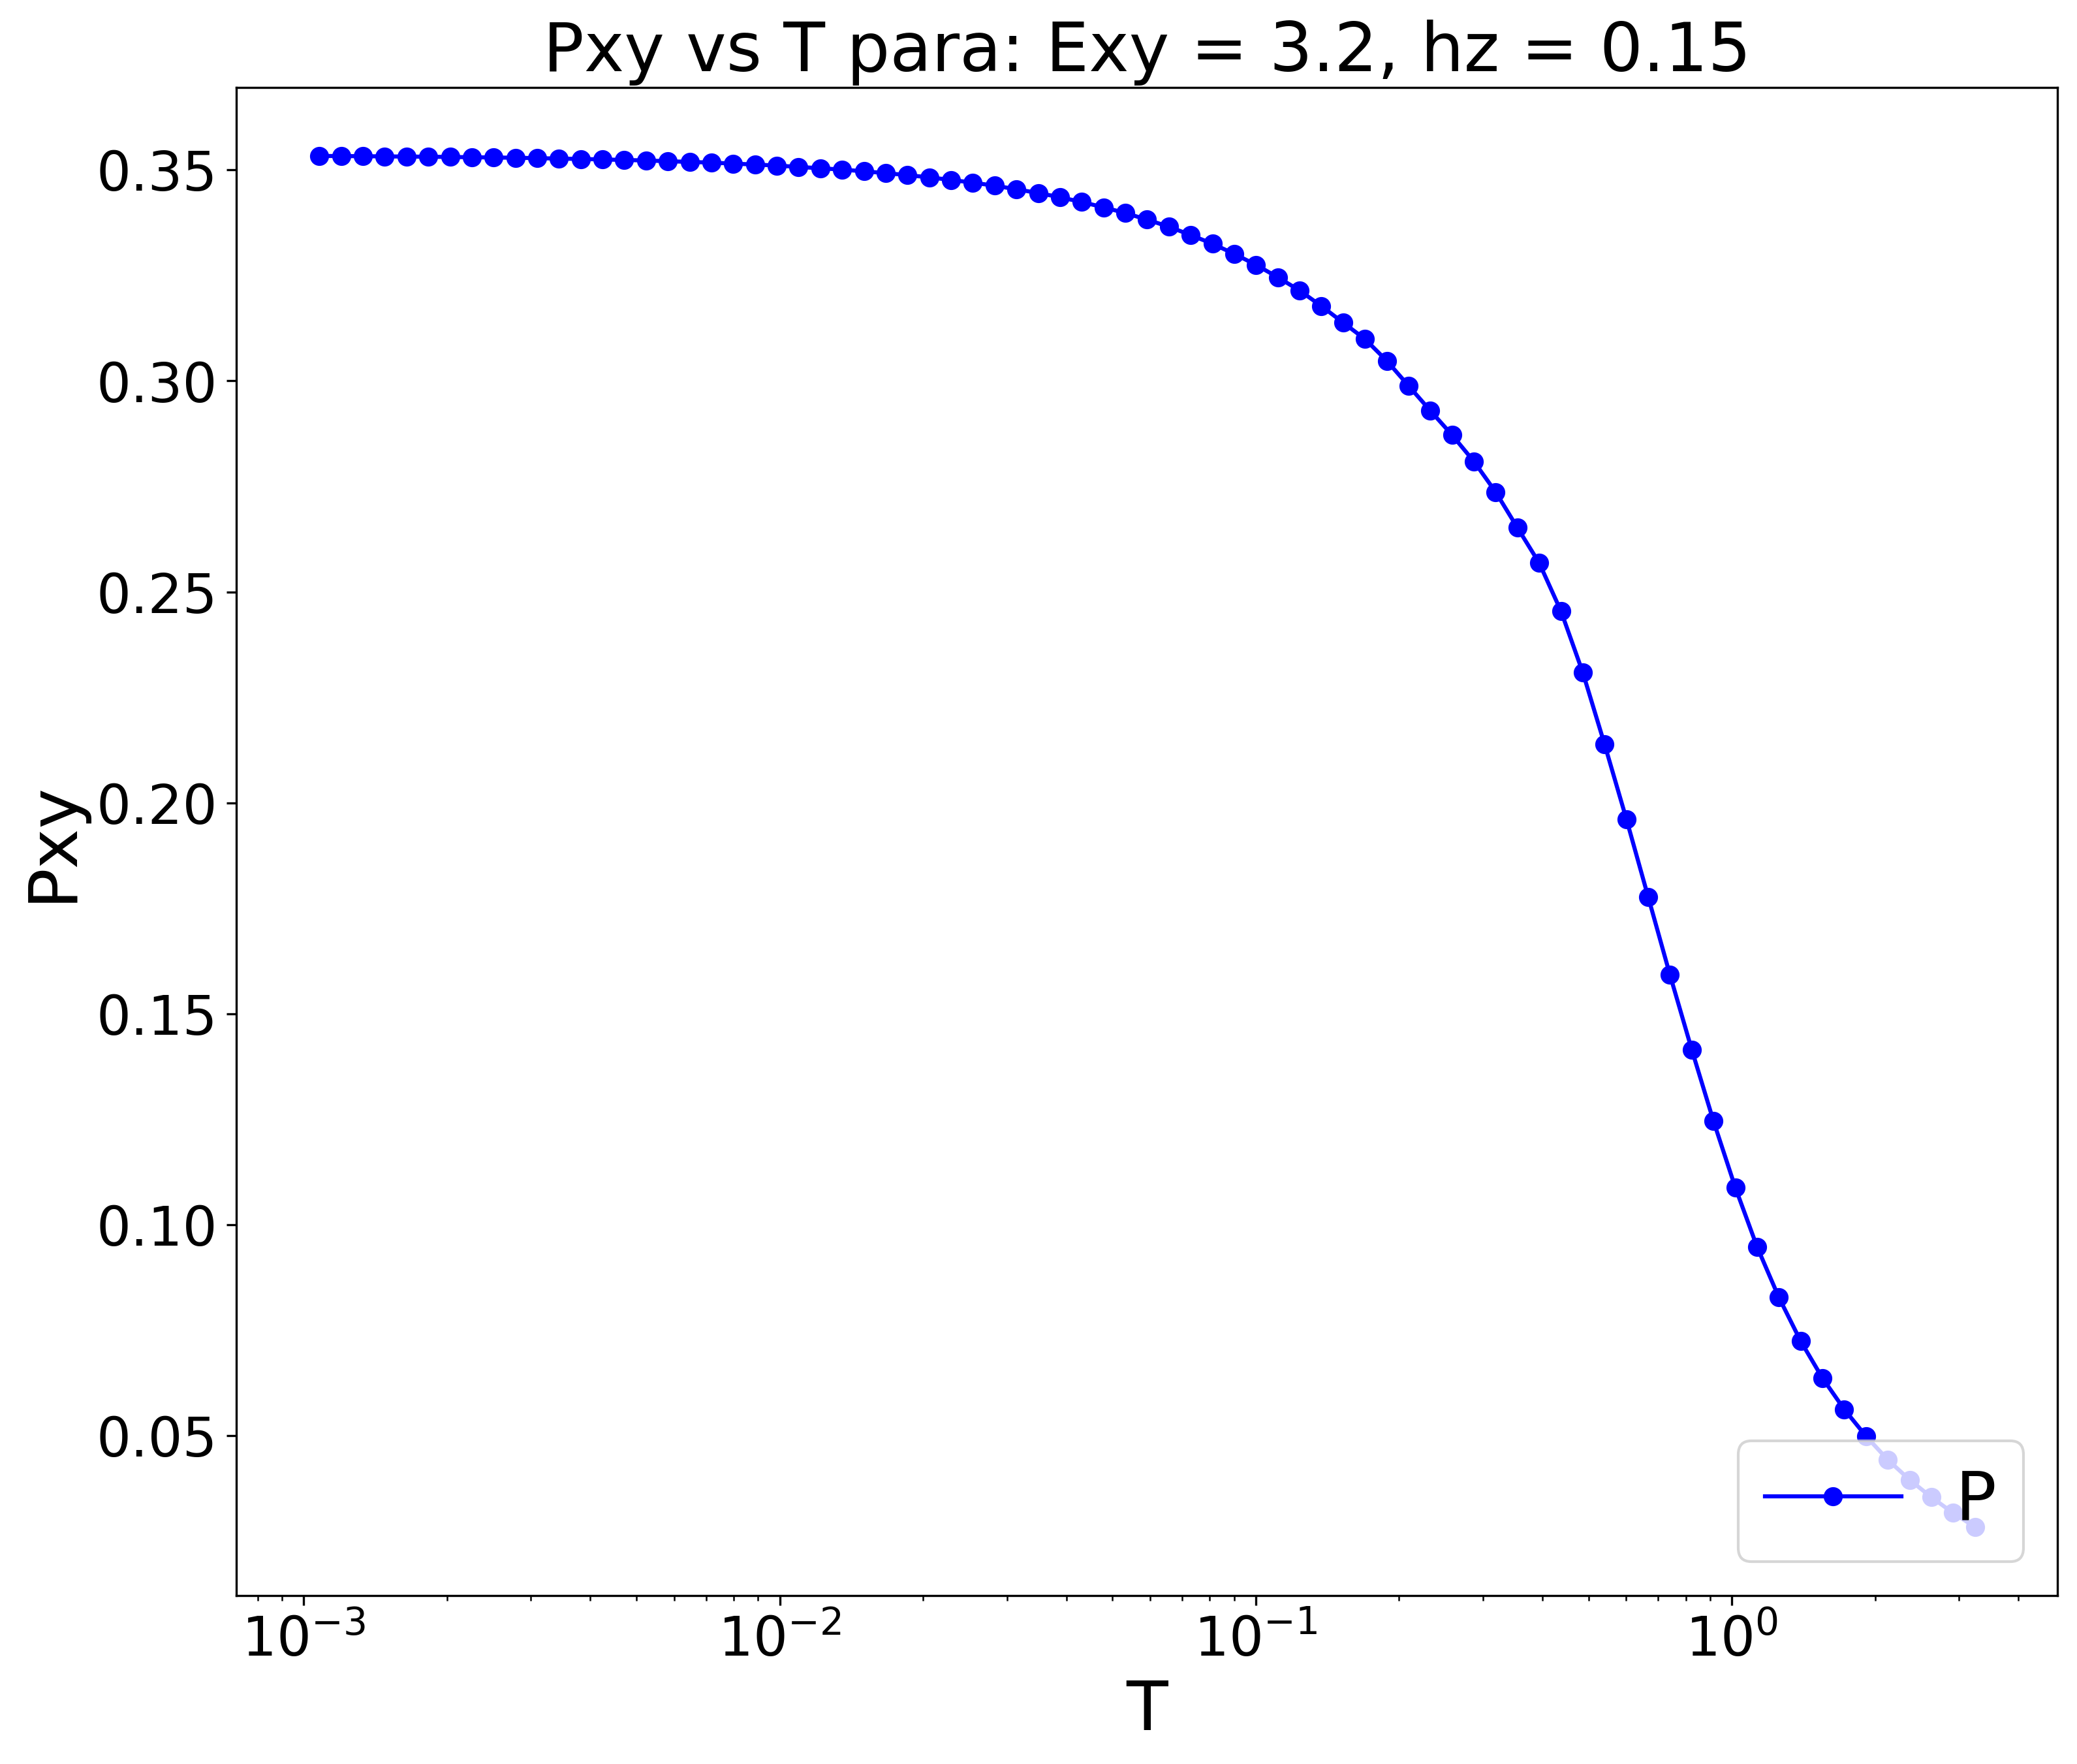 Pxy vs T para: Exy = 3.2, hz = 0.15
Pxy
0.35
0.30
0.25
0.20
0.15
0.10
0.05
P
10⁻³ 10⁻² 10⁻¹ 10⁰
T